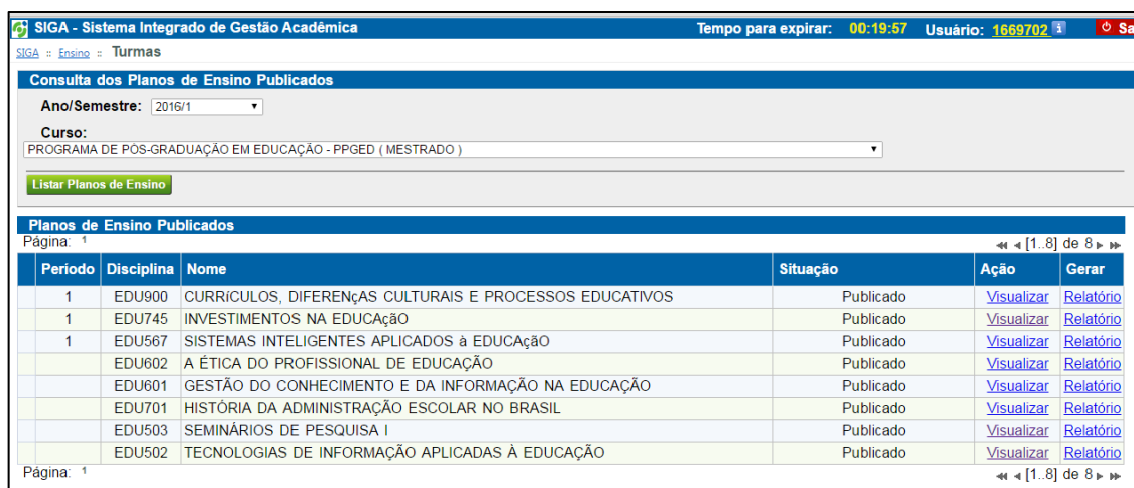 SIGA - Sistema Integrado de Gestão Acadêmica Tempo para expirar: 00:19:57 Usuário: 1669702 i Sa
SIGA :: Ensino :: Turmas
Consulta dos Planos de Ensino Publicados
Ano/Semestre: 2016/1
Curso:
PROGRAMA DE PÓS-GRADUAÇÃO EM EDUCAÇÃO - PPGED ( MESTRADO )
Listar Planos de Ensino
Planos de Ensino Publicados
Página: 1 [1..8] de 8
Período Disciplina Nome Situação Ação Gerar
1 EDU900 CURRíCULOS, DIFERENçAS CULTURAIS E PROCESSOS EDUCATIVOS Publicado Visualizar Relatório
1 EDU745 INVESTIMENTOS NA EDUCAçãO Publicado Visualizar Relatório
1 EDU567 SISTEMAS INTELIGENTES APLICADOS à EDUCAçãO Publicado Visualizar Relatório
EDU602 A ÉTICA DO PROFISSIONAL DE EDUCAÇÃO Publicado Visualizar Relatório
EDU601 GESTÃO DO CONHECIMENTO E DA INFORMAÇÃO NA EDUCAÇÃO Publicado Visualizar Relatório
EDU701 HISTÓRIA DA ADMINISTRAÇÃO ESCOLAR NO BRASIL Publicado Visualizar Relatório
EDU503 SEMINÁRIOS DE PESQUISA I Publicado Visualizar Relatório
EDU502 TECNOLOGIAS DE INFORMAÇÃO APLICADAS À EDUCAÇÃO Publicado Visualizar Relatório
Página: 1 [1..8] de 8